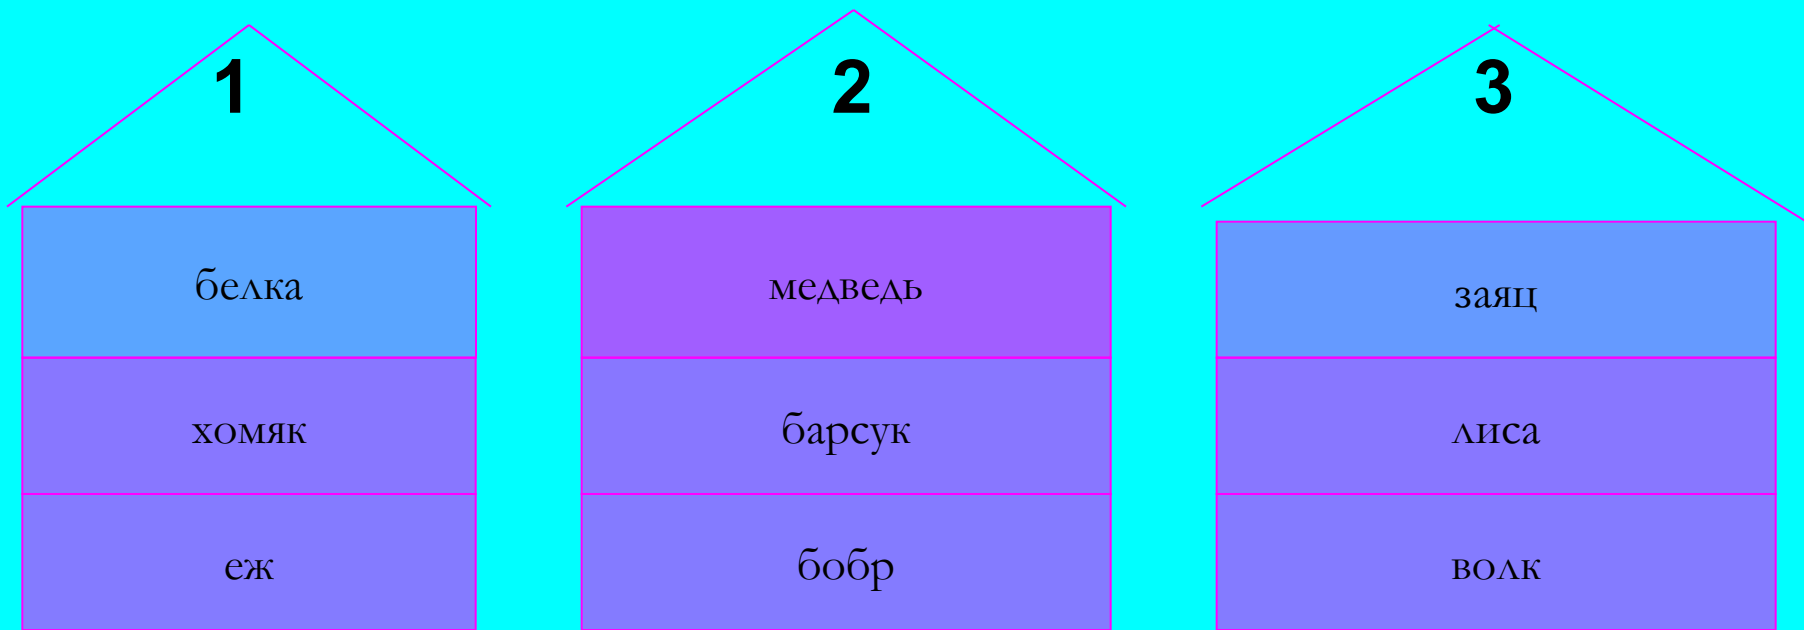 1
белка
хомяк
еж
2
медведь
барсук
бобр
3
заяц
лиса
волк